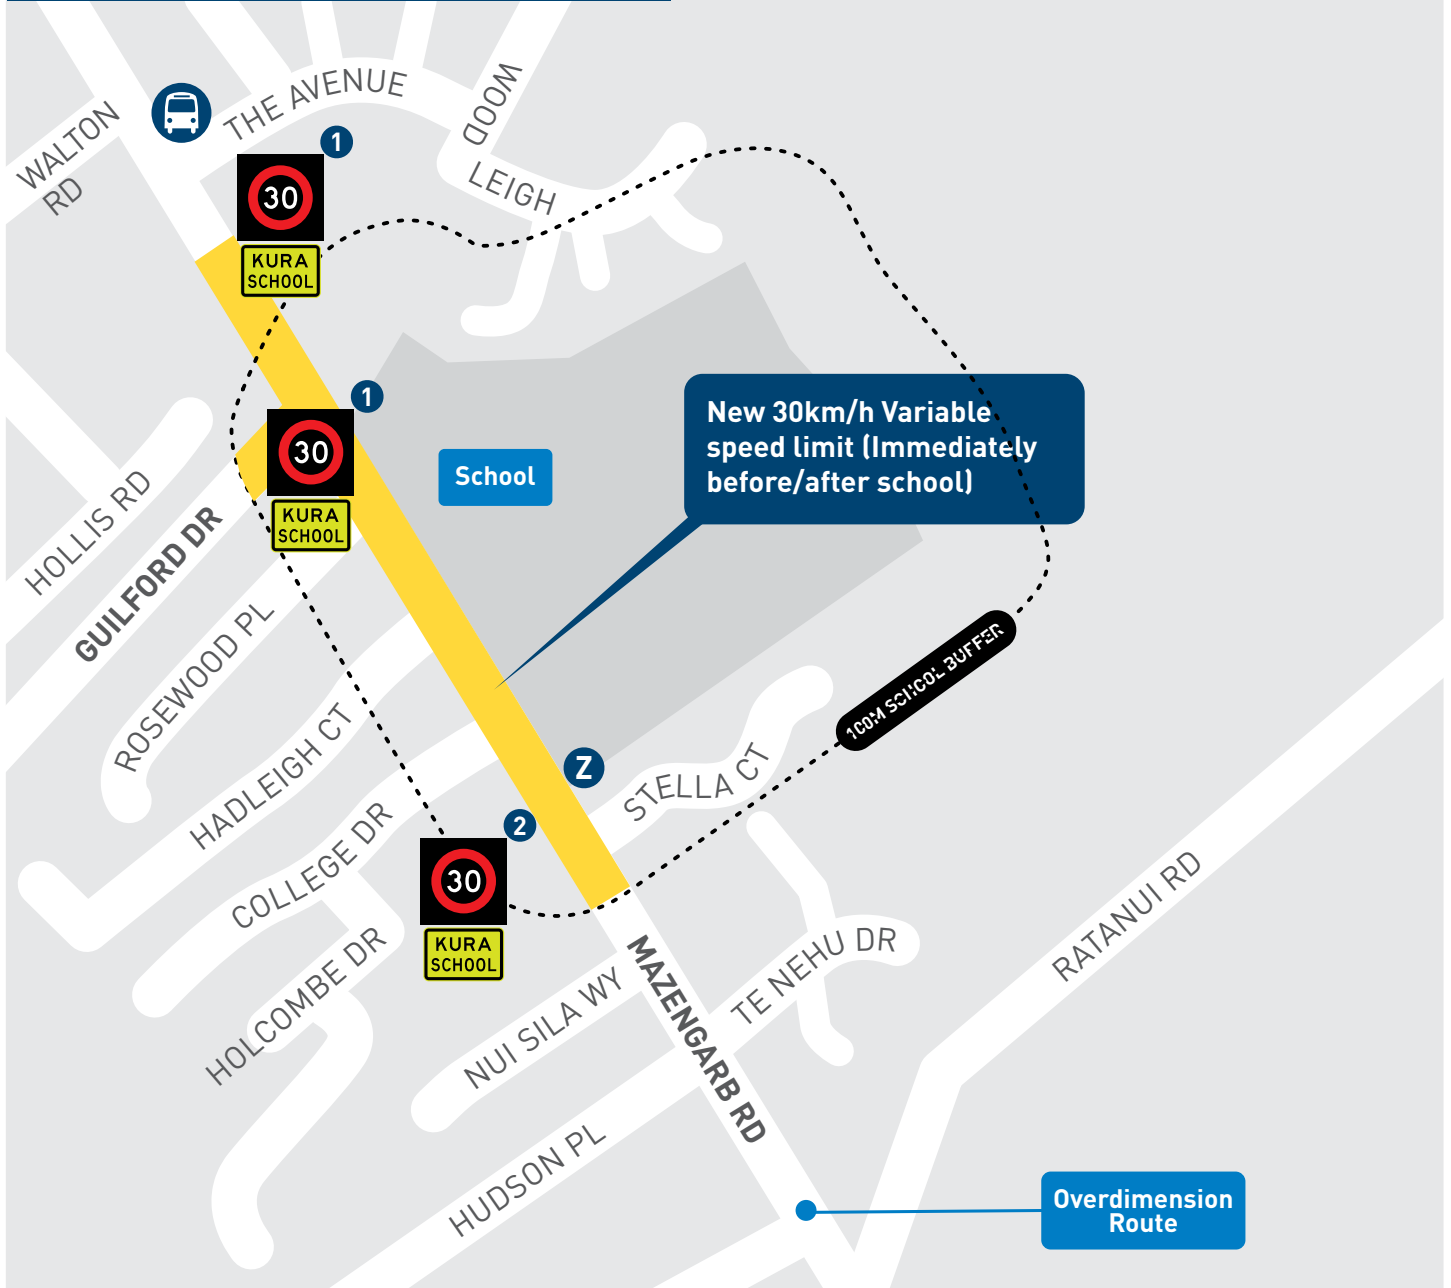 WOOD
THE AVENUE
WALTON
RD
1
LEIGH
30
KURA
SCHOOL
1
New 30km/h Variable
speed limit (Immediately
before/after school)
30
School
KURA
SCHOOL
HOLLIS RD
GUILFORD DR
ROSEWOOD PL
100M SCHOOL BUFFER
HADLEIGH CT
Z
STELLA CT
2
COLLEGE DR
30
KURA
SCHOOL
HOLCOMBE DR
MAZENGARB RD
NUI SILA WY
TE NEHU DR
RATANUI RD
HUDSON PL
Overdimension
Route